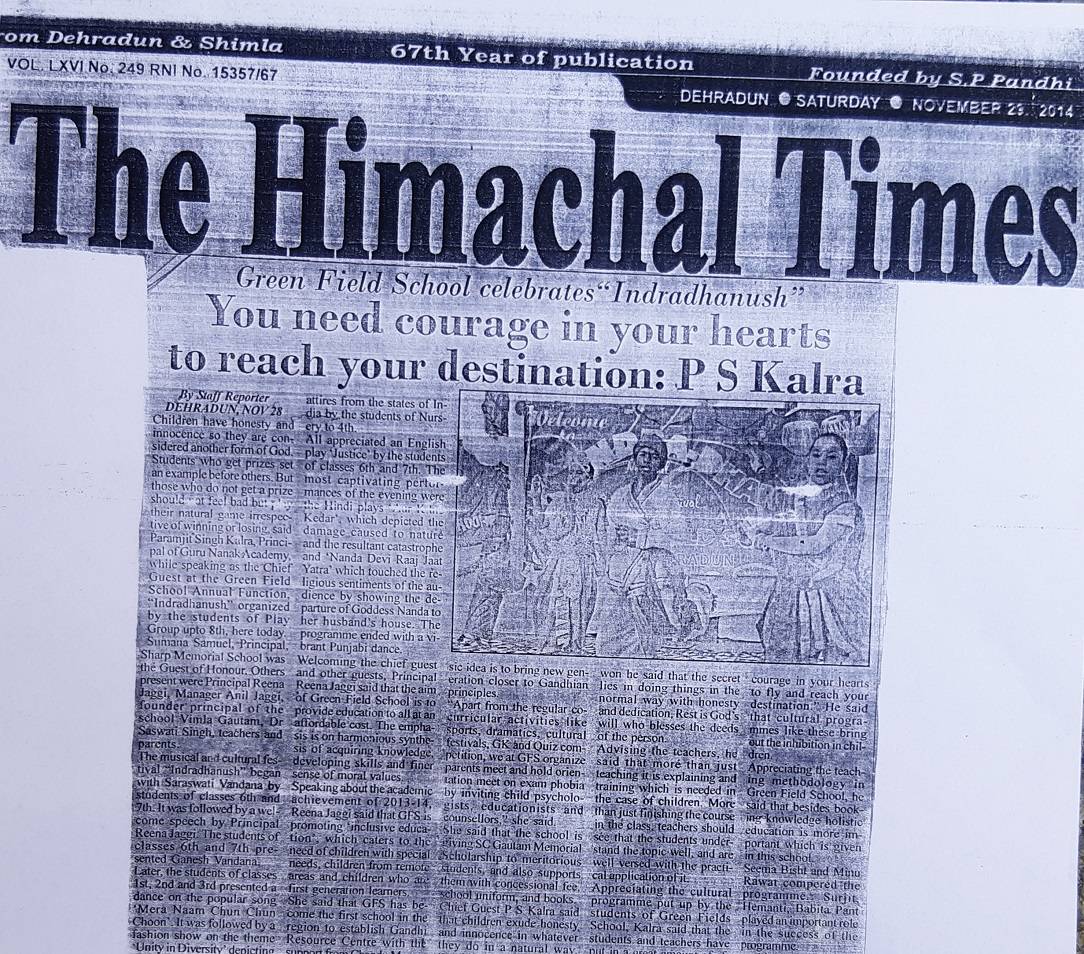 rom Dehradun & Shimla
67th Year of publication
Founded by S.P Pandhi
VOL. LXVI No. 249 RNI No. 15357/67
DEHRADUN ● SATURDAY ● NOVEMBER 29, 2014
The Himachal Times
Green Field School celebrates“Indradhanush”
You need courage in your hearts
to reach your destination: P S Kalra
By Staff Reporter
DEHRADUN, NOV 28
Children have honesty and
innocence so they are con-
sidered another form of God.
Students who get prizes set
an example before others. But
those who do not get a prize
should not feel bad but
their natural game irrespec-
tive of winning or losing, said
Paramjit Singh Kalra, Princi-
pal of Guru Nanak Academy,
while speaking as the Chief
Guest at the Green Field
School Annual Function,
“Indradhanush” organized
by the students of Play
Group upto 8th, here today.
Sumana Samuel, Principal,
Sharp Memorial School was
the Guest of Honour. Others
present were Principal Reena
Jaggi, Manager Anil Jaggi,
founder principal of the
school Vimla Gautam, Dr
Saswati Singh, teachers and
parents.
The musical and cultural fes-
tival “Indradhanush” began
with Saraswati Vandana by
students of classes 6th and
7th. It was followed by a wel-
come speech by Principal
Reena Jaggi. The students of
classes 6th and 7th pre-
sented Ganesh Vandana.
Later, the students of classes
1st, 2nd and 3rd presented a
dance on the popular song
‘Mera Naam Chun Chun
Choon’. It was followed by a
fashion show on the theme
‘Unity in Diversity’ depicting
attires from the states of In-
dia by the students of Nurs-
ery to 4th.
All appreciated an English
play ‘Justice’ by the students
of classes 6th and 7th. The
most captivating perfor-
mances of the evening were
the Hindi plays
Kedar’, which depicted the
damage caused to nature
and the resultant catastrophe
and ‘Nanda Devi Raaj Jaat
Yatra’ which touched the re-
ligious sentiments of the au-
dience by showing the de-
parture of Goddess Nanda to
her husband’s house. The
programme ended with a vi-
brant Punjabi dance.
Welcoming the chief guest
and other guests, Principal
Reena Jaggi said that the aim
of Green Field School is to
provide education to all at an
affordable cost. The empha-
sis is on harmonious synthe-
sis of acquiring knowledge,
developing skills and finer
sense of moral values.
Speaking about the academic
achievement of 2013-14,
Reena Jaggi said that GFS is
promoting ‘inclusive educa-
tion’, which caters to the
need of children with special
needs, children from remote
areas and children who are
first generation learners.
She said that GFS has be-
come the first school in the
region to establish Gandhi
Resource Centre with the
support from
Welcome
to
DRADUN
sic idea is to bring new gen-
eration closer to Gandhian
principles.
“Apart from the regular co-
curricular activities like
sports, dramatics, cultural
festivals, GK and Quiz com-
petition, we at GFS organize
parents meet and hold orien-
tation meet on exam phobia
by inviting child psycholo-
gists, educationists and
counsellors,” she said.
She said that the school is
giving SC Gautam Memorial
Scholarship to meritorious
students, and also supports
them with concessional fee,
school uniform, and books.
Chief Guest P S Kalra said
that children exude honesty
and innocence in whatever
they do in a natural way.
won he said that the secret
lies in doing things in the
normal way with honesty
and dedication. Rest is God’s
will who blesses the deeds
of the person.
Advising the teachers, he
said that more than just
teaching it is explaining and
training which is needed in
the case of children. More
than just finishing the course
in the class, teachers should
see that the students under-
stand the topic well, and are
well versed with the practi-
cal application of it.
Appreciating the cultural
programme put up by the
students of Green Fields
School, Kalra said that the
students and teachers have
put in a great amount of
courage in your hearts
to fly and reach your
destination.” He said
that cultural progra-
mmes like these bring
out the inhibition in chil-
dren.
Appreciating the teach-
ing methodology in
Green Field School, he
said that besides book-
ing knowledge holistic
education is more im-
portant which is given
in this school.
Seema Bisht and Minu
Rawat compered the
programme. Surjit,
Hemanti, Babita Pant
played an important role
in the success of the
programme.